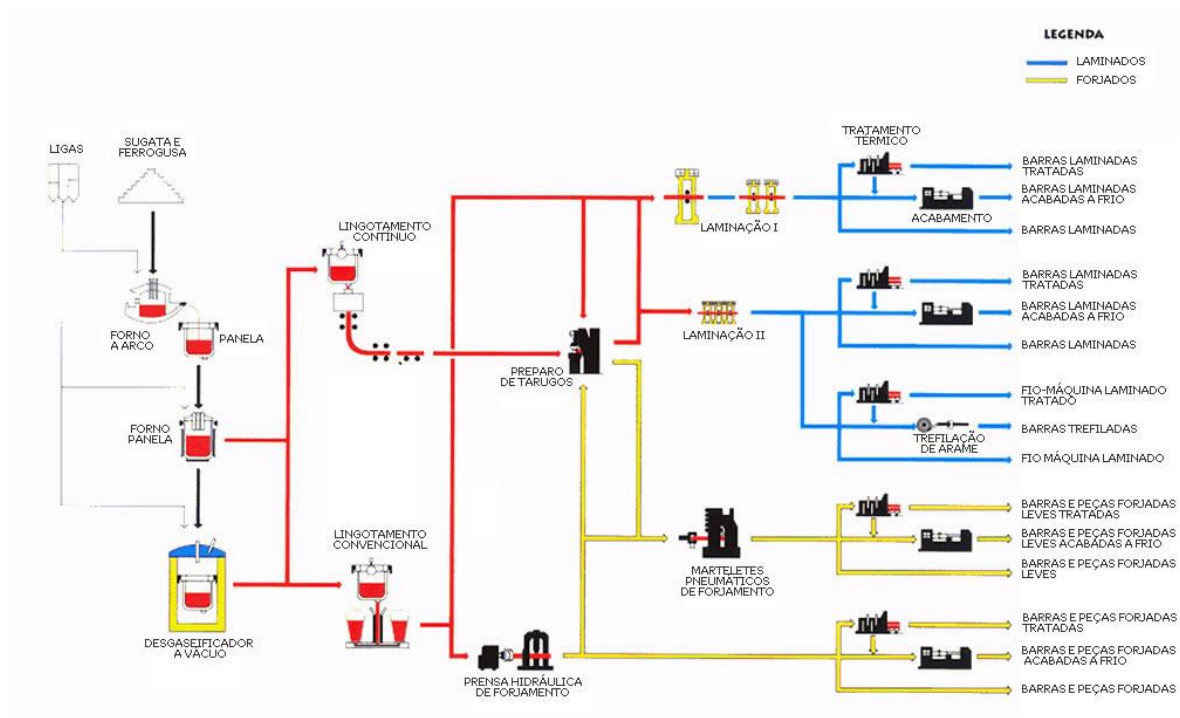 LEGENDA
LAMINADOS
FORJADOS
LIGAS
SUGATA E
FERROGUSA
FORNO
A ARCO
PANELA
FORNO
PANELA
DESGASEIFICADOR
A VÁCUO
LINGOTAMENTO
CONTÍNUO
LINGOTAMENTO
CONVENCIONAL
PREPARO
DE TARUGOS
PRENSA HIDRÁULICA
DE FORJAMENTO
LAMINAÇÃO I
LAMINAÇÃO II
MARTELETES
PNEUMÁTICOS
DE FORJAMENTO
TRATAMENTO
TÉRMICO
ACABAMENTO
TREFILAÇÃO
DE ARAME
BARRAS LAMINADAS
TRATADAS
BARRAS LAMINADAS
ACABADAS A FRIO
BARRAS LAMINADAS
BARRAS LAMINADAS
TRATADAS
BARRAS LAMINADAS
ACABADAS A FRIO
BARRAS LAMINADAS
FIO-MÁQUINA LAMINADO
TRATADO
BARRAS TREFILADAS
FIO MÁQUINA LAMINADO
BARRAS E PEÇAS FORJADAS
LEVES TRATADAS
BARRAS E PEÇAS FORJADAS
LEVES ACABADAS A FRIO
BARRAS E PEÇAS FORJADAS
LEVES
BARRAS E PEÇAS FORJADAS
TRATADAS
BARRAS E PEÇAS FORJADAS
ACABADAS A FRIO
BARRAS E PEÇAS FORJADAS